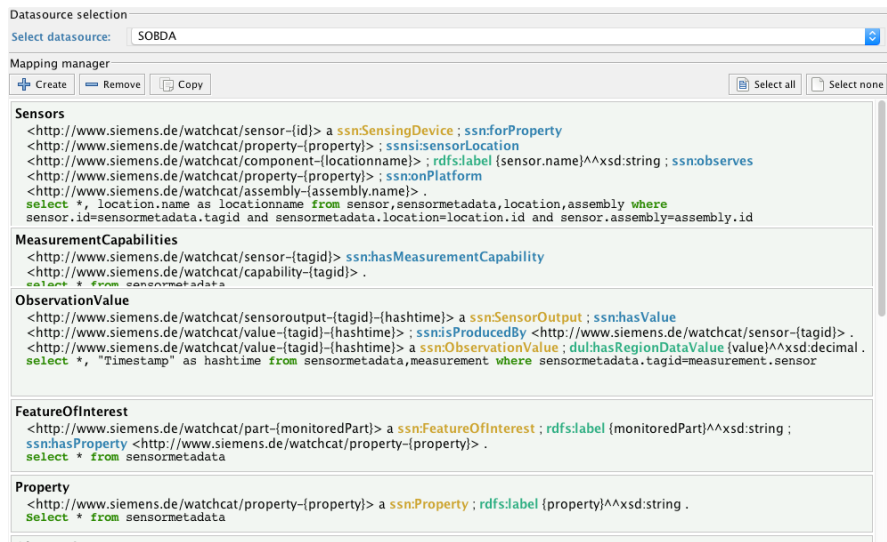 Datasource selection
Select datasource: SOBDA
Mapping manager
Create Remove Copy Select all Select none
Sensors
<http://www.siemens.de/watchcat/sensor-{id}> a ssn:SensingDevice ; ssn:forProperty
<http://www.siemens.de/watchcat/property-{property}> ; ssnsi:sensorLocation
<http://www.siemens.de/watchcat/component-{locationname}> ; rdfs:label {sensor.name}^^xsd:string ; ssn:observes
<http://www.siemens.de/watchcat/property-{property}> ; ssn:onPlatform
<http://www.siemens.de/watchcat/assembly-{assembly.name}> .
select *, location.name as locationname from sensor,sensormetadata,location,assembly where
sensor.id=sensormetadata.tagid and sensormetadata.location=location.id and sensor.assembly=assembly.id
MeasurementCapabilities
<http://www.siemens.de/watchcat/sensor-{tagid}> ssn:hasMeasurementCapability
<http://www.siemens.de/watchcat/capability-{tagid}> .
select * from sensormetadata
ObservationValue
<http://www.siemens.de/watchcat/sensoroutput-{tagid}-{hashtime}> a ssn:SensorOutput ; ssn:hasValue
<http://www.siemens.de/watchcat/value-{tagid}-{hashtime}> ; ssn:isProducedBy <http://www.siemens.de/watchcat/sensor-{tagid}> .
<http://www.siemens.de/watchcat/value-{tagid}-{hashtime}> a ssn:ObservationValue ; dul:hasRegionDataValue {value}^^xsd:decimal .
select *, "Timestamp" as hashtime from sensormetadata,measurement where sensormetadata.tagid=measurement.sensor
FeatureOfInterest
<http://www.siemens.de/watchcat/part-{monitoredPart}> a ssn:FeatureOfInterest ; rdfs:label {monitoredPart}^^xsd:string ;
ssn:hasProperty <http://www.siemens.de/watchcat/property-{property}> .
select * from sensormetadata
Property
<http://www.siemens.de/watchcat/property-{property}> a ssn:Property ; rdfs:label {property}^^xsd:string .
Select * from sensormetadata